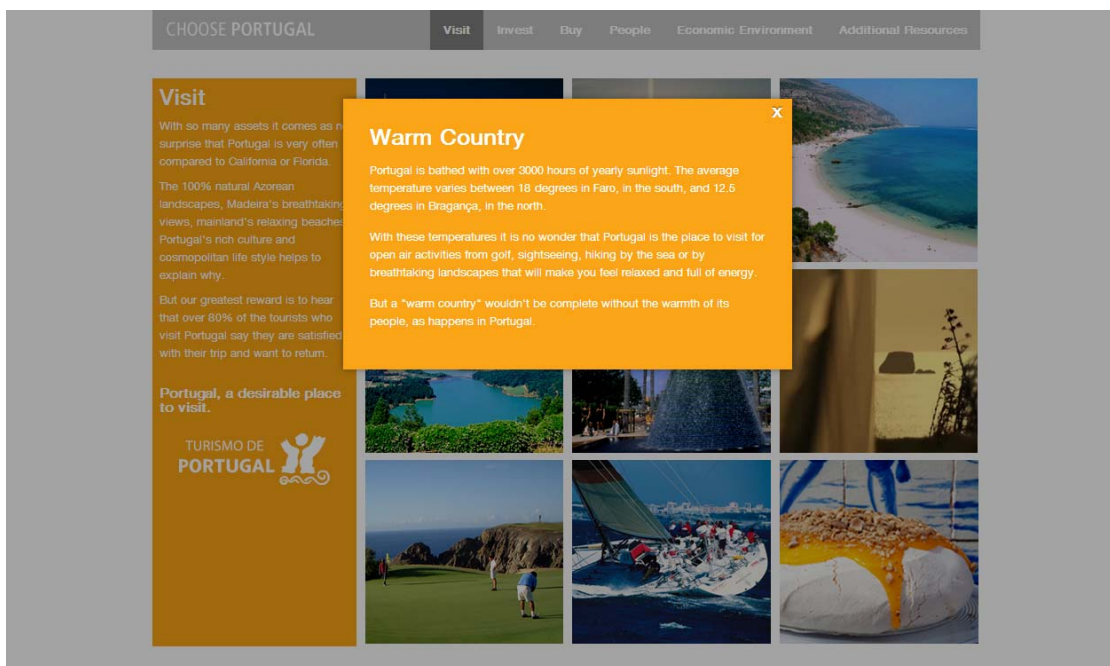 CHOOSE PORTUGAL
Visit
Invest
Buy
People
Economic Environment
Additional Resources
Visit
With so many assets it comes as n
surprise that Portugal is very often
compared to California or Florida.
The 100% natural Azorean
landscapes, Madeira's breathtaking
views, mainland's relaxing beaches
Portugal's rich culture and
cosmopolitan life style helps to
explain why.
But our greatest reward is to hear
that over 80% of the tourists who
visit Portugal say they are satisfied
with their trip and want to return.
Portugal, a desirable place
to visit.
TURISMO DE
PORTUGAL
X
Warm Country
Portugal is bathed with over 3000 hours of yearly sunlight. The average
temperature varies between 18 degrees in Faro, in the south, and 12.5
degrees in Bragança, in the north.
With these temperatures it is no wonder that Portugal is the place to visit for
open air activities from golf, sightseeing, hiking by the sea or by
breathtaking landscapes that will make you feel relaxed and full of energy.
But a "warm country" wouldn't be complete without the warmth of its
people, as happens in Portugal.